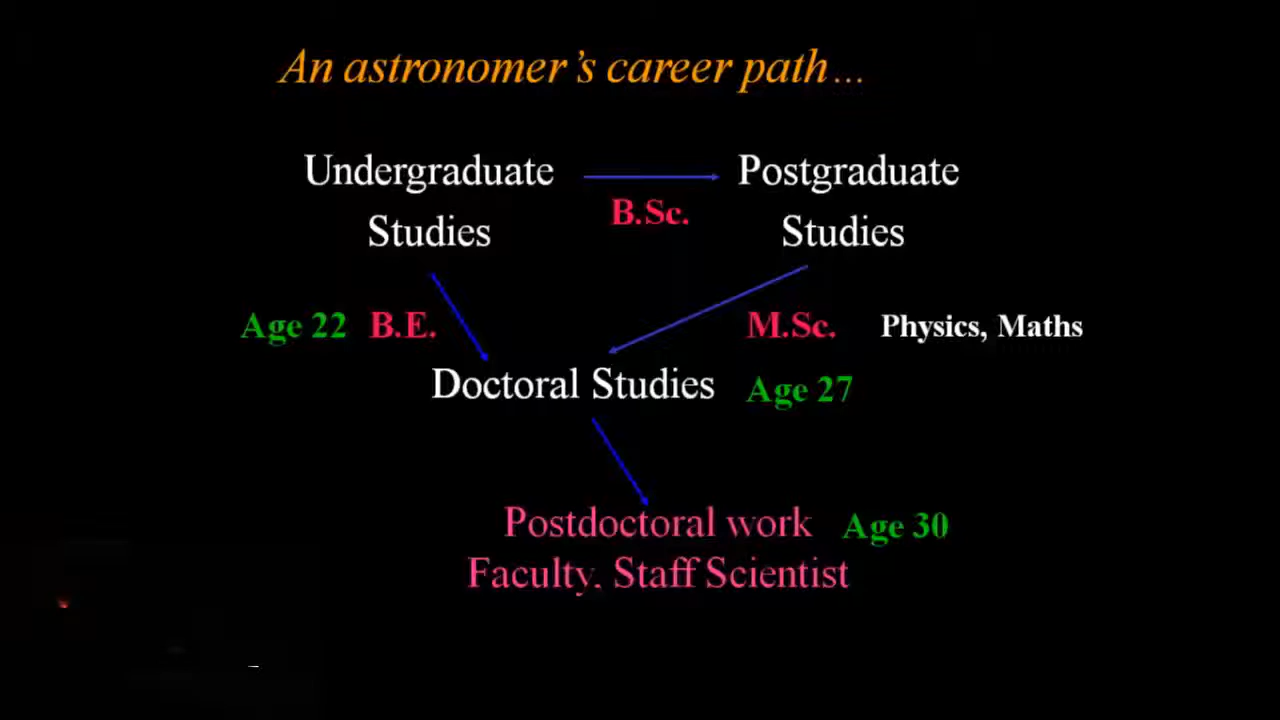 An astronomer's career path...
Undergraduate
Studies
B.Sc.
Postgraduate
Studies
Age 22 B.E.
M.Sc. Physics, Maths
Doctoral Studies Age 27
Postdoctoral work Age 30
Faculty. Staff Scientist